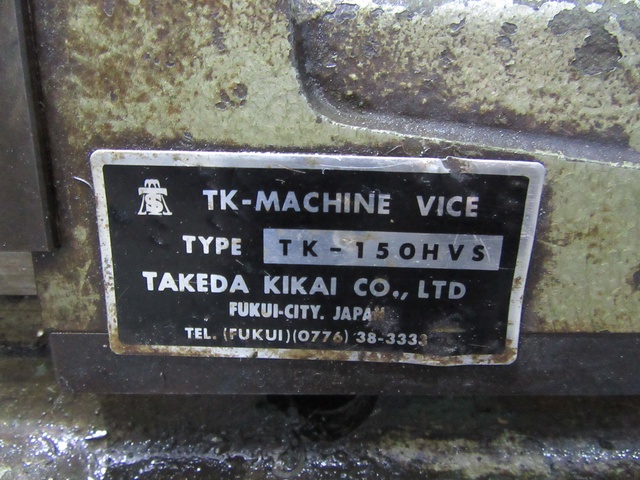 TK-MACHINE VICE
TYPE TK-150HVS
TAKEDA KIKAI CO., LTD
FUKUI-CITY. JAPAN
TEL. (FUKUI)(0776) 38-3333